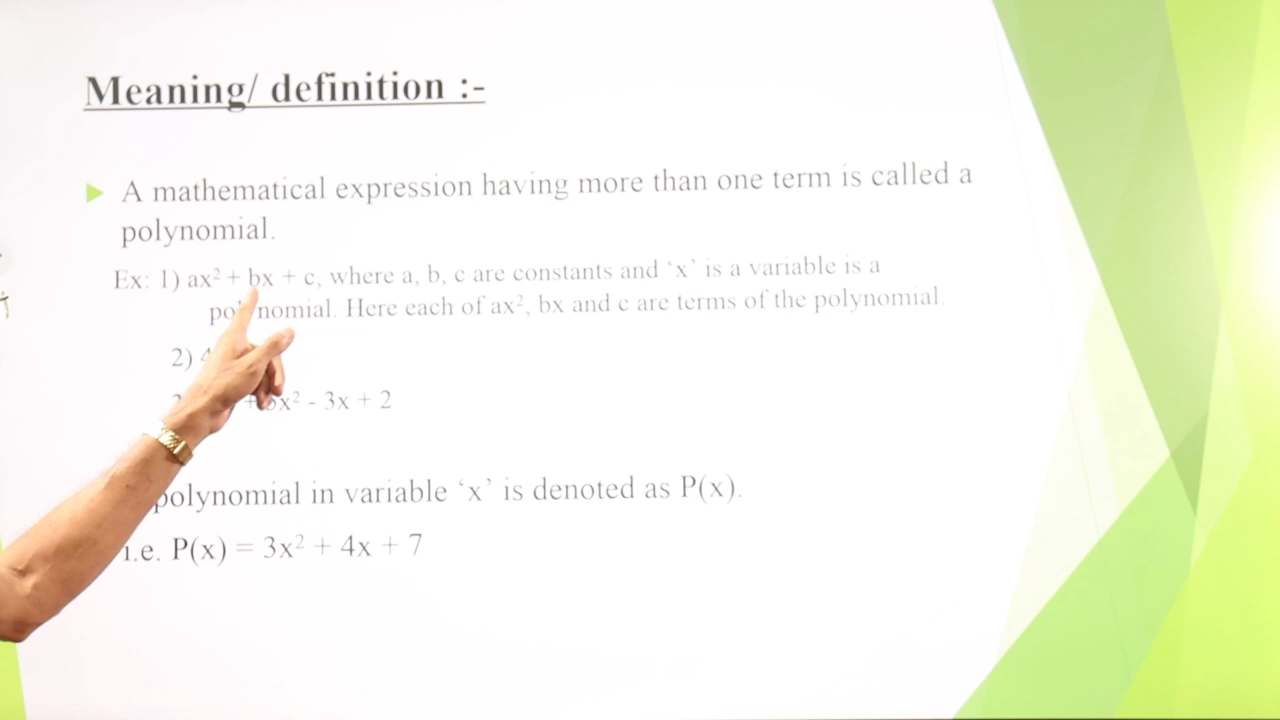 Meaning/ definition :-
A mathematical expression having more than one term is called a
polynomial.
Ex: 1) ax² + bx + c, where a, b, c are constants and ‘x’ is a variable is a
Here each of ax², bx and c are terms of the polynomial.
2)
x² - 3x + 2
polynomial in variable ‘x’ is denoted as P(x).
i.e. P(x) = 3x² + 4x + 7